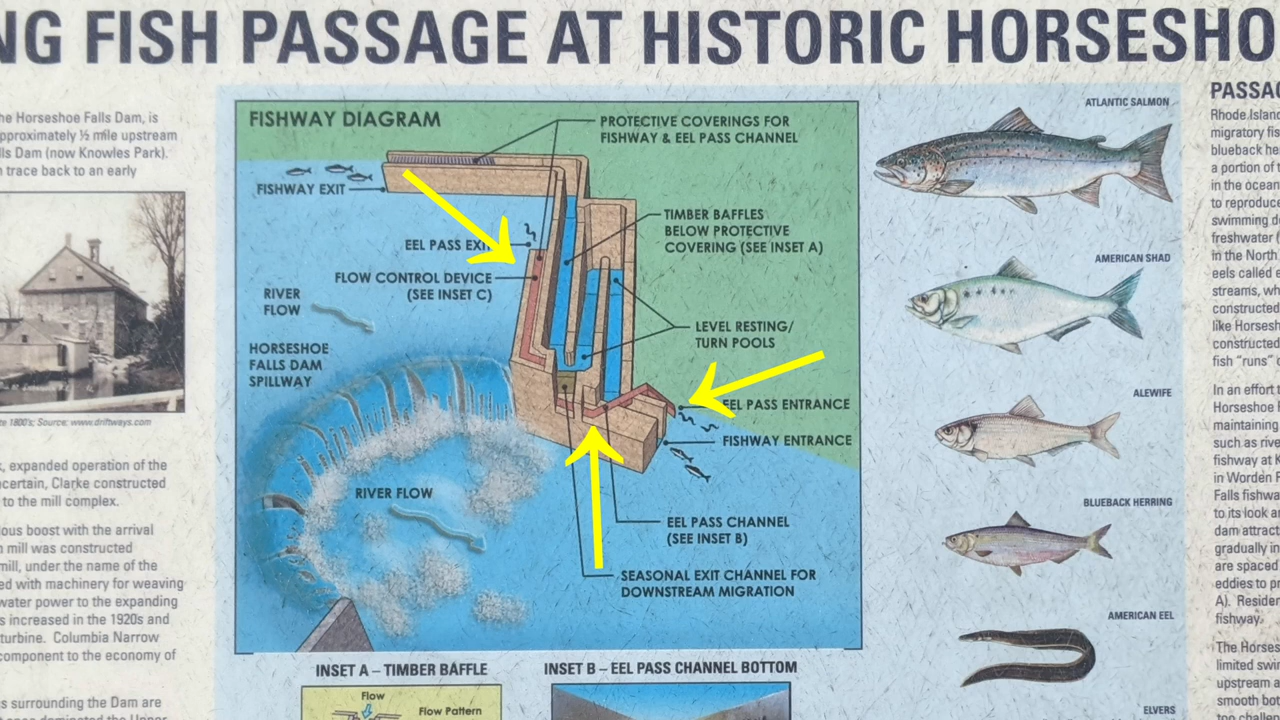 NG FISH PASSAGE AT HISTORIC HORSESHO
he Horseshoe Falls Dam, is
pproximately ½ mile upstream
lls Dam (now Knowles Park).
n trace back to an early
te 1800's; Source: www.driftways.com
k, expanded operation of the
certain, Clarke constructed
to the mill complex.
ious boost with the arrival
n mill was constructed
mill, under the name of the
ed with machinery for weaving
water power to the expanding
s increased in the 1920s and
turbine. Columbia Narrow
component to the economy of
s surrounding the Dam are
FISHWAY DIAGRAM
PROTECTIVE COVERINGS FOR
FISHWAY & EEL PASS CHANNEL
FISHWAY EXIT
TIMBER BAFFLES
BELOW PROTECTIVE
COVERING (SEE INSET A)
EEL PASS EXIT
FLOW CONTROL DEVICE
(SEE INSET C)
RIVER
FLOW
LEVEL RESTING/
TURN POOLS
HORSESHOE
FALLS DAM
SPILLWAY
EEL PASS ENTRANCE
FISHWAY ENTRANCE
RIVER FLOW
EEL PASS CHANNEL
(SEE INSET B)
SEASONAL EXIT CHANNEL FOR
DOWNSTREAM MIGRATION
INSET A – TIMBER BAFFLE
Flow
Flow Pattern
INSET B – EEL PASS CHANNEL BOTTOM
ATLANTIC SALMON
AMERICAN SHAD
ALEWIFE
BLUEBACK HERRING
AMERICAN EEL
ELVERS
PASSAG
Rhode Island
migratory fis
blueback he
a portion of t
in the ocean
to reproduce
swimming do
freshwater (
in the North
eels called e
streams, wh
constructed
like Horsesh
constructed
fish "runs"
In an effort
Horseshoe
maintaining
such as rive
fishway at K
in Worden P
Falls fishwa
to its look a
dam attract
gradually in
are spaced
eddies to p
A). Residen
fishway.
The Horses
limited swi
upstream a
smooth bot
too challe